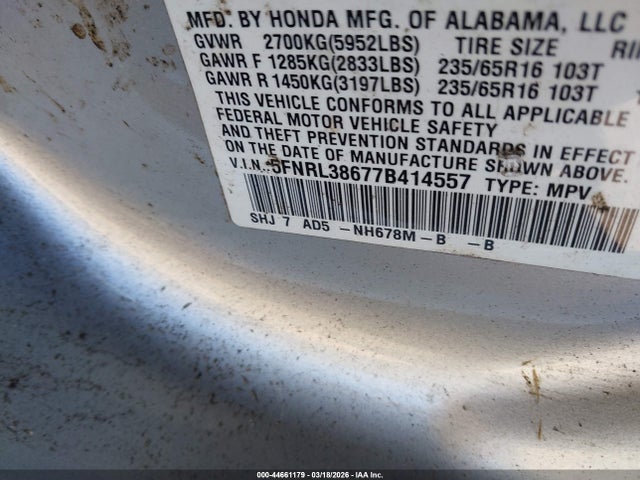 MFD. BY HONDA MFG. OF ALABAMA, LLC
GVWR 2700KG(5952LBS) TIRE SIZE
GAWR F 1285KG(2833LBS) 235/65R16 103T
GAWR R 1450KG(3197LBS) 235/65R16 103T
THIS VEHICLE CONFORMS TO ALL APPLICABLE
FEDERAL MOTOR VEHICLE SAFETY
AND THEFT PREVENTION STANDARDS IN EFFECT
ON THE DATE OF MANUFACTURE SHOWN ABOVE.
V.I.N.: 5FNRL38677B414557 TYPE: MPV
SHJ 7 AD5 -NH678M -B -B
000-44661179 - 03/18/2026 - IAA Inc.